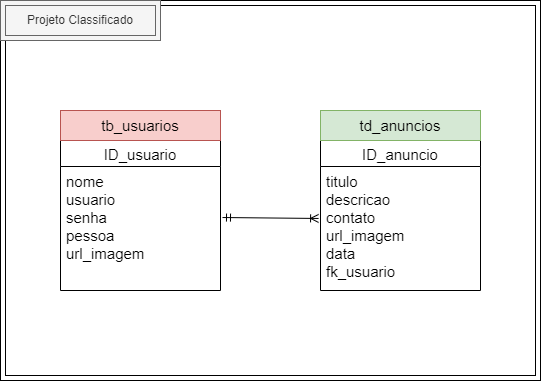 Projeto Classificado
tb_usuarios
ID_usuario
nome
usuario
senha
pessoa
url_imagem
td_anuncios
ID_anuncio
titulo
descricao
contato
url_imagem
data
fk_usuario